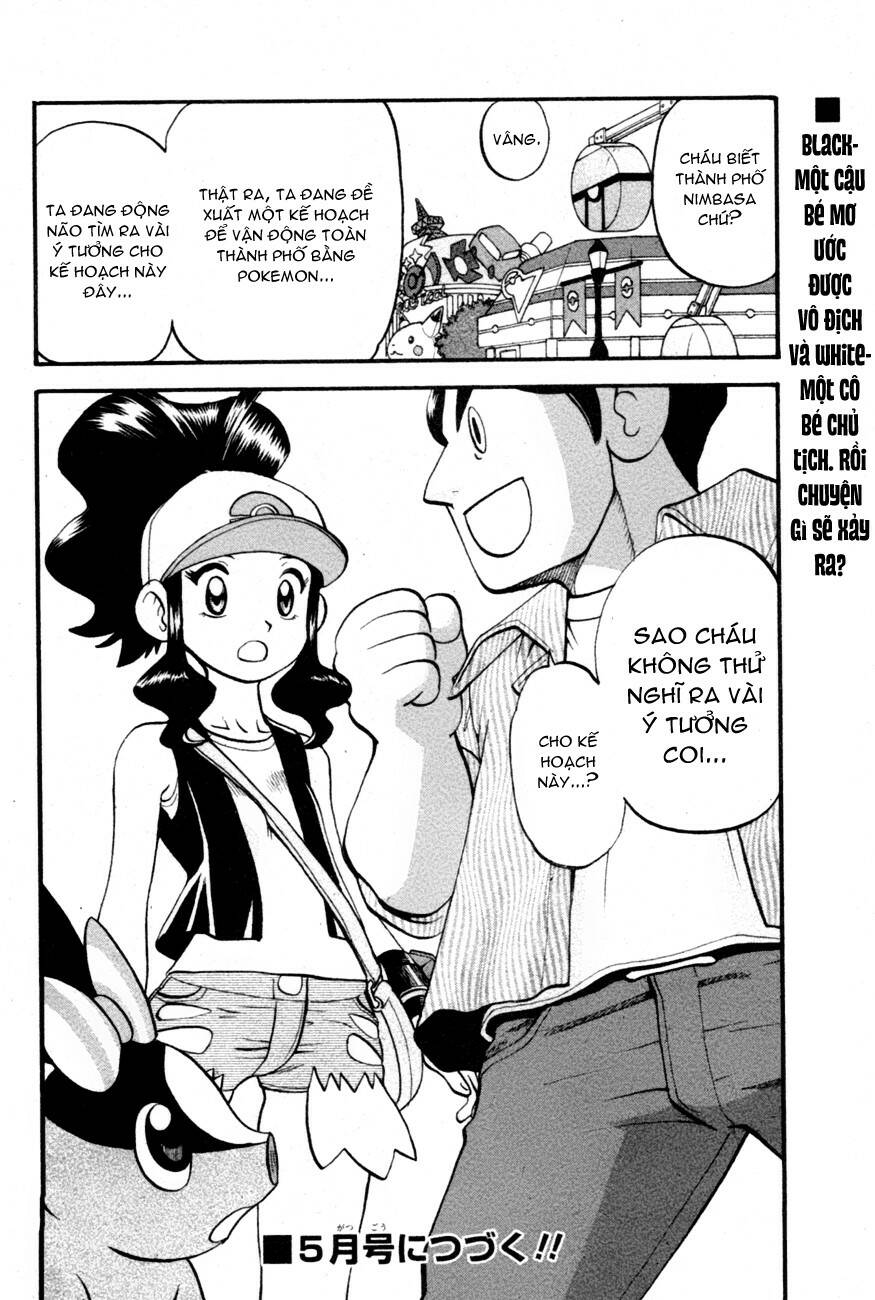 CHÁU BIẾT
THÀNH PHỐ
NIMBASA
CHỨ?
VÂNG.
THẬT RA, TA ĐANG ĐỀ
XUẤT MỘT KẾ HOẠCH
ĐỂ VẬN ĐỘNG TOÀN
THÀNH PHỐ BẰNG
POKEMON...
TA ĐANG ĐỘNG
NÃO TÌM RA VÀI
Ý TƯỞNG CHO
KẾ HOẠCH NÀY
ĐÂY...
SAO CHÁU
KHÔNG THỬ
NGHĨ RA VÀI
Ý TƯỞNG
COI...
CHO KẾ
HOẠCH
NÀY...?
■5月号につづく!!
がつ ごう
■
BLACK-
MỘT CẬU
BÉ MƠ
ƯỚC
ĐƯỢC
VÔ ĐỊCH
VÀ WHITE-
MỘT CÔ
BÉ CHỦ
TỊCH. RỒI
CHUYỆN
GÌ SẼ XẢY
RA?